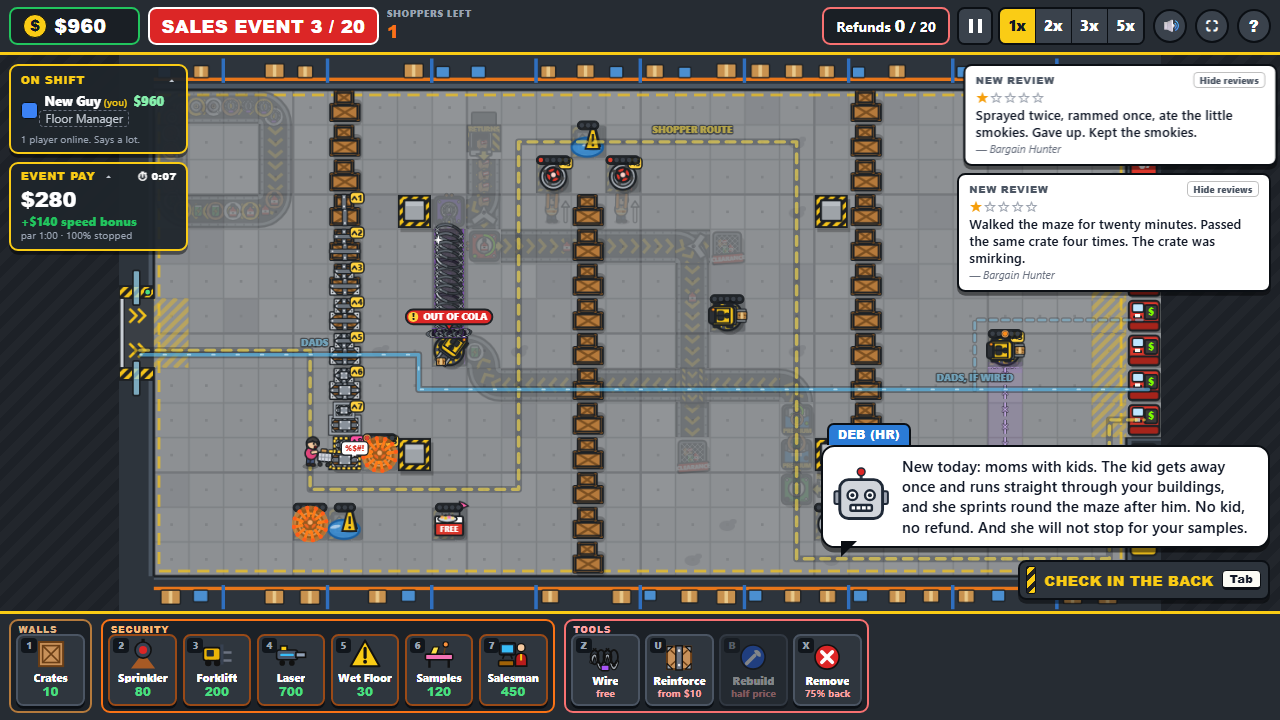 $ $960
SALES EVENT 3 / 20
SHOPPERS LEFT
1
Refunds 0 / 20
1x
2x
3x
5x
?
ON SHIFT
New Guy (you) $960
Floor Manager
1 player online. Says a lot.
EVENT PAY
0:07
$280
+$140 speed bonus
par 1:00 · 100% stopped
NEW REVIEW
Hide reviews
Sprayed twice, rammed once, ate the little
smokies. Gave up. Kept the smokies.
— Bargain Hunter
NEW REVIEW
Hide reviews
Walked the maze for twenty minutes. Passed
the same crate four times. The crate was
smirking.
— Bargain Hunter
SHOPPER ROUTE
RETURNS
A1
A2
A3
A4
A5
A6
A7
OUT OF COLA
DADS
DADS, IF WIRED
%$#!
FREE
$
$
$
$
DEB (HR)
New today: moms with kids. The kid gets away
once and runs straight through your buildings,
and she sprints round the maze after him. No kid,
no refund. And she will not stop for your samples.
CHECK IN THE BACK Tab
WALLS
1
Crates
10
SECURITY
2
Sprinkler
80
3
Forklift
200
4
Laser
700
5
Wet Floor
30
6
Samples
120
7
Salesman
450
TOOLS
Z
Wire
free
U
Reinforce
from $10
B
Rebuild
half price
X
Remove
75% back